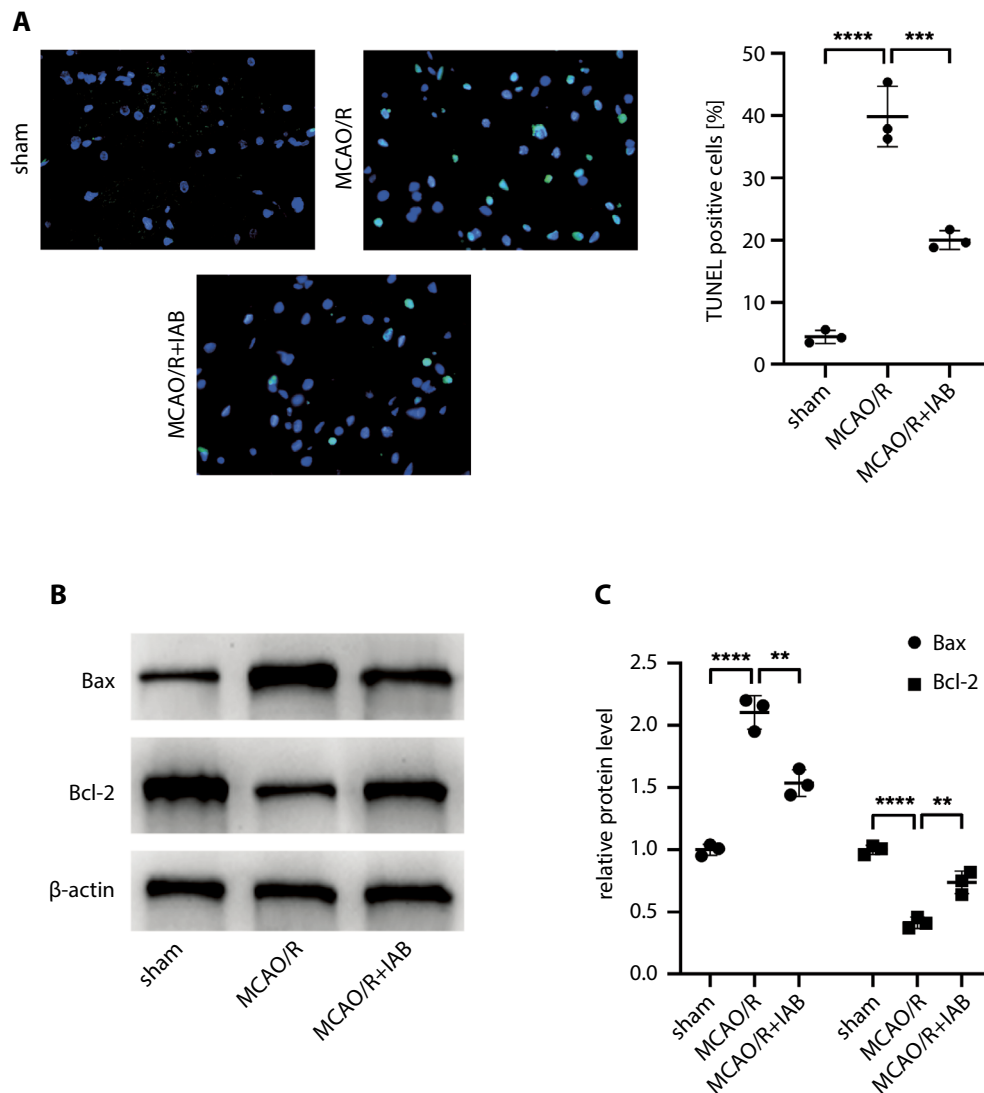 A
sham
MCAO/R
MCAO/R+IAB
**** ***
TUNEL positive cells [%]
50
40
30
20
10
0
sham
MCAO/R
MCAO/R+IAB
B
Bax
Bcl-2
β-actin
sham
MCAO/R
MCAO/R+IAB
C
Bax
Bcl-2
relative protein level
2.5
2.0
1.5
1.0
0.5
0.0
**** **
**** **
sham
MCAO/R
MCAO/R+IAB
sham
MCAO/R
MCAO/R+IAB